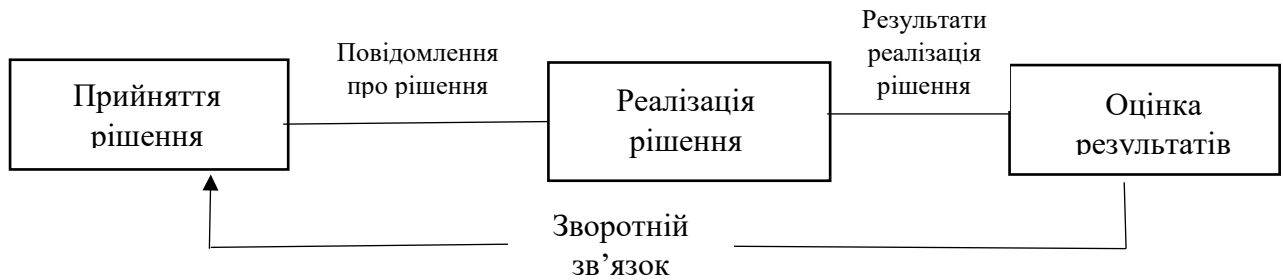 Прийняття
рішення
Повідомлення
про рішення
Реалізація
рішення
Результати
реалізація
рішення
Оцінка
результатів
Зворотній
зв’язок